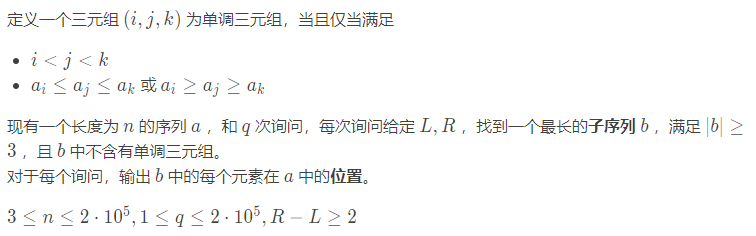 定义一个三元组 (i, j, k) 为单调三元组，当且仅当满足
• i < j < k
• a_i ≤ a_j ≤ a_k 或 a_i ≥ a_j ≥ a_k
现有一个长度为 n 的序列 a ，和 q 次询问，每次询问给定 L, R ，找到一个最长的子序列 b ，满足 |b| ≥
3 ，且 b 中不含有单调三元组。
对于每个询问，输出 b 中的每个元素在 a 中的位置。
3 ≤ n ≤ 2 · 10^5, 1 ≤ q ≤ 2 · 10^5, R − L ≥ 2